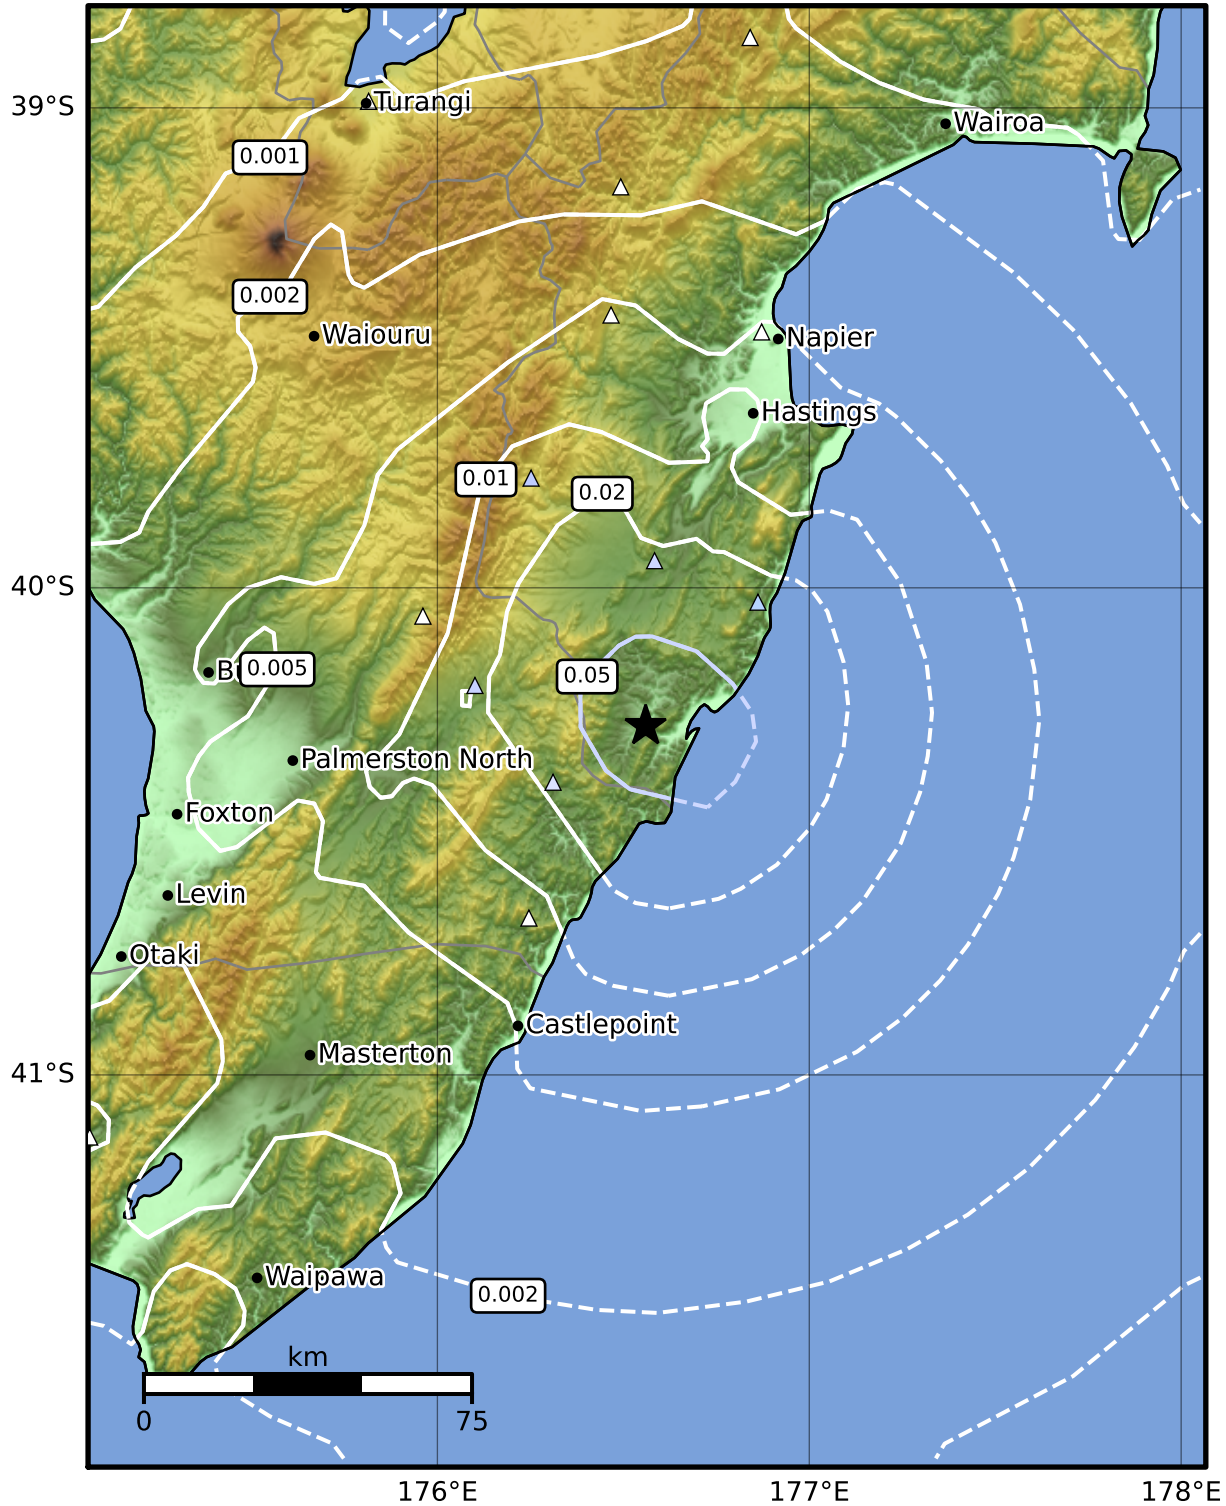 39°S
Turangi
Wairoa
0.001
0.002
Waiouru
Napier
Hastings
0.01
0.02
40°S
0.005
0.05
Palmerston North
Foxton
Levin
Otaki
Castlepoint
Masterton
41°S
Waipawa
0.002
km
0
75
176°E
177°E
178°E